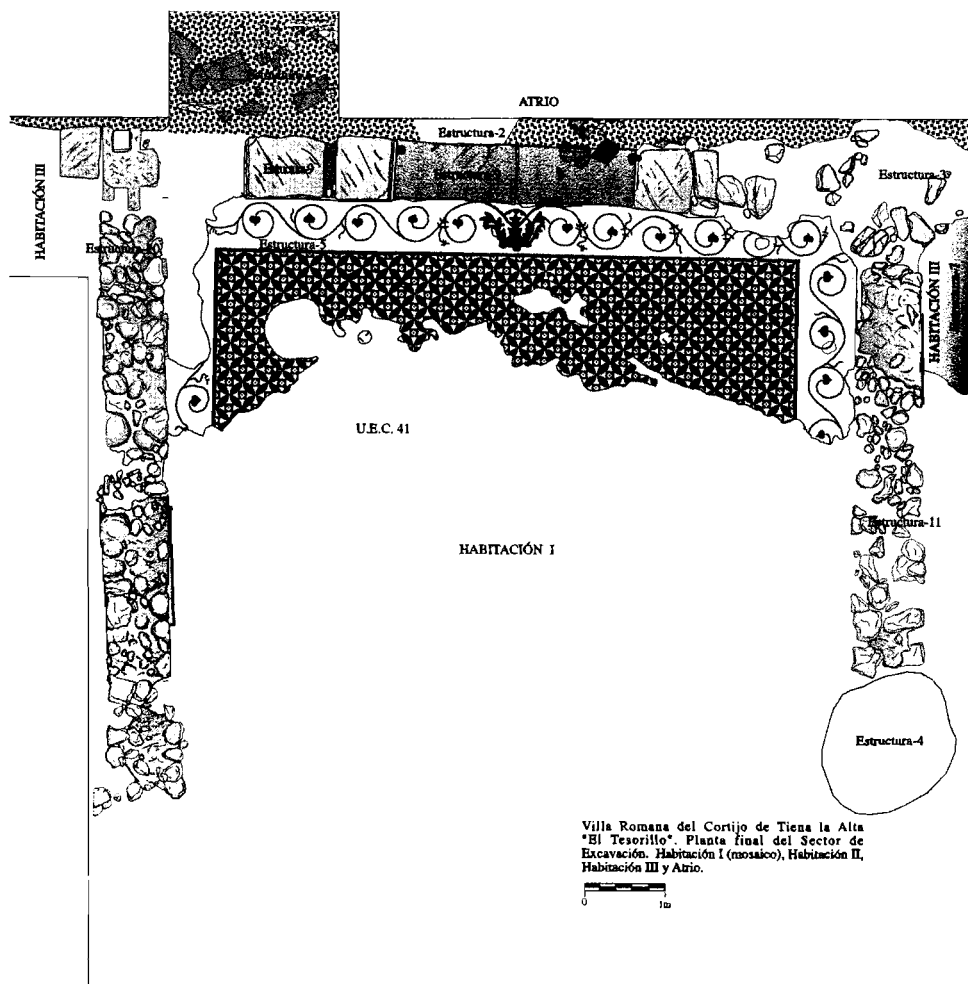 ATRIO
Estructura-2
Estructura-3
HABITACIÓN III
Estructura-5
HABITACIÓN III
U.E.C. 41
HABITACIÓN I
Estructura-11
Estructura-4
Villa Romana del Cortijo de Tiena la Alta
"El Tesorillo". Planta final del Sector de
Excavación. Habitación I (mosaico), Habitación II,
Habitación III y Atrio.
0 1m